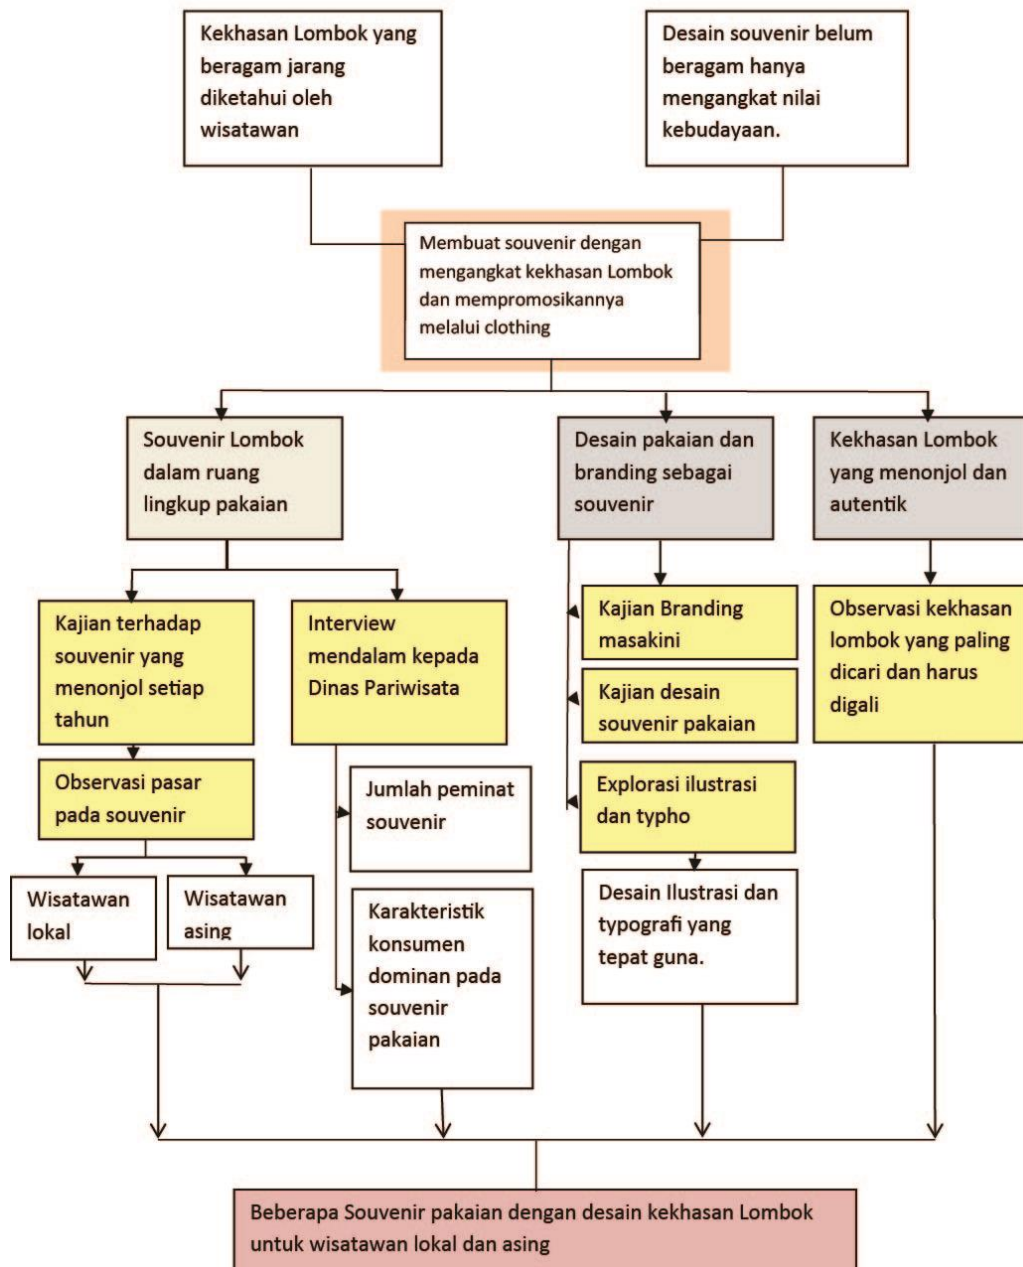 Kekhasan Lombok yang
beragam jarang
diketahui oleh
wisatawan
Desain souvenir belum
beragam hanya
mengangkat nilai
kebudayaan.
Membuat souvenir dengan
mengangkat kekhasan Lombok
dan mempromosikannya
melalui clothing
Souvenir Lombok
dalam ruang
lingkup pakaian
Desain pakaian dan
branding sebagai
souvenir
Kekhasan Lombok
yang menonjol dan
autentik
Kajian terhadap
souvenir yang
menonjol setiap
tahun
Interview
mendalam kepada
Dinas Pariwisata
Kajian Branding
masakini
Observasi kekhasan
lombok yang paling
dicari dan harus
digali
Kajian desain
souvenir pakaian
Observasi pasar
pada souvenir
Jumlah peminat
souvenir
Explorasi ilustrasi
dan typho
Wisatawan
lokal
Wisatawan
asing
Karakteristik
konsumen
dominan pada
souvenir
pakaian
Desain Ilustrasi dan
typografi yang
tepat guna.
Beberapa Souvenir pakaian dengan desain kekhasan Lombok
untuk wisatawan lokal dan asing